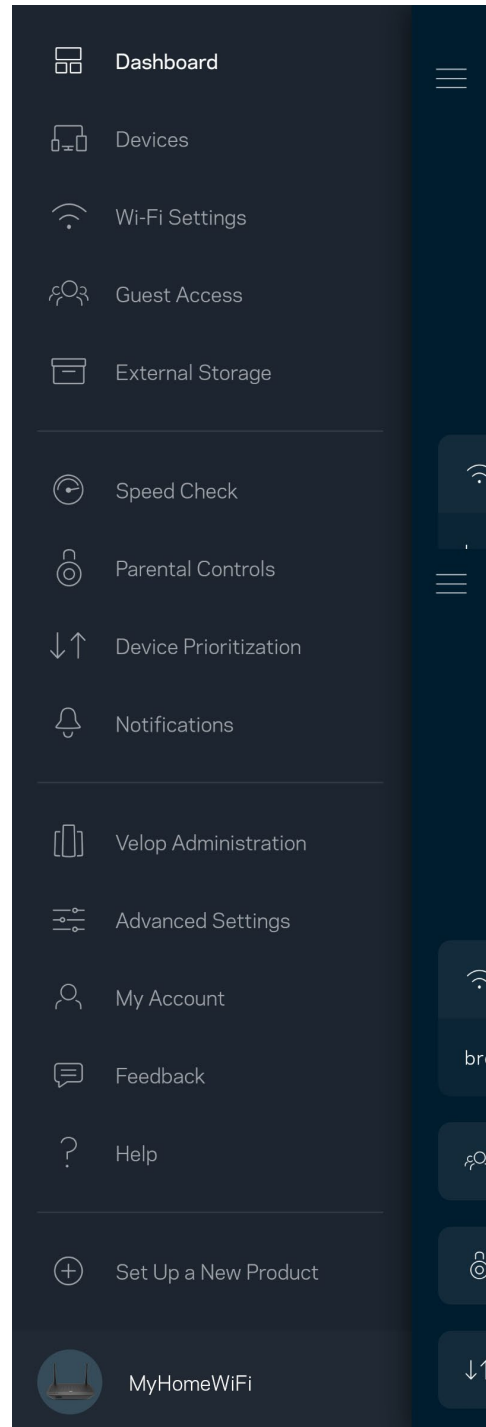 Dashboard
Devices
Wi-Fi Settings
Guest Access
External Storage
Speed Check
Parental Controls
Device Prioritization
Notifications
Velop Administration
Advanced Settings
My Account
Feedback
Help
Set Up a New Product
MyHomeWiFi